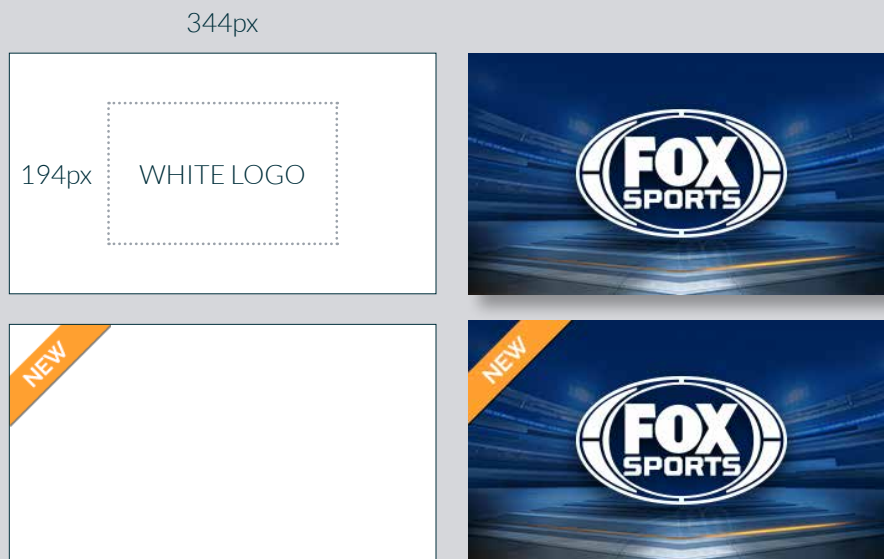 344px
194px
WHITE LOGO
FOX
SPORTS
NEW
NEW
FOX
SPORTS